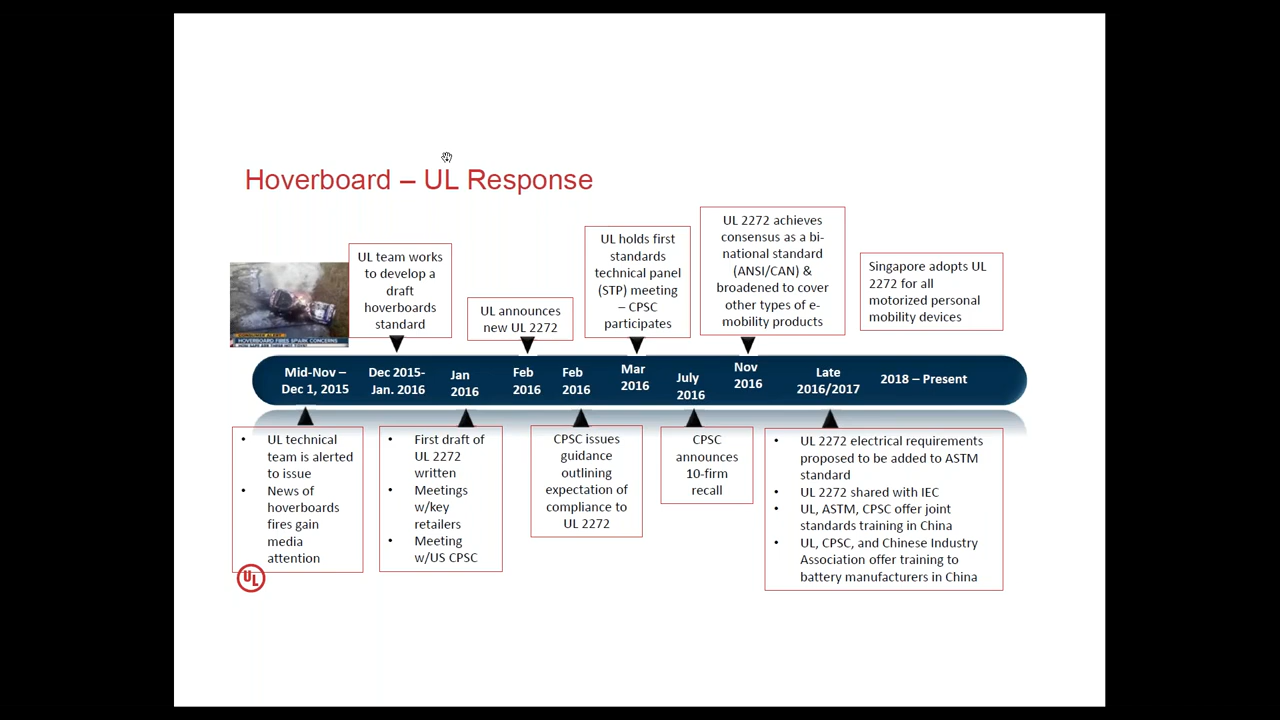 Hoverboard – UL Response
UL team works
to develop a
draft
hoverboards
standard
UL announces
new UL 2272
UL holds first
standards
technical panel
(STP) meeting
– CPSC
participates
UL 2272 achieves
consensus as a bi-
national standard
(ANSI/CAN) &
broadened to cover
other types of e-
mobility products
Singapore adopts UL
2272 for all
motorized personal
mobility devices
CONSUMER ALERT
HOVERBOARD FIRES SPARK CONCERNS
Mid-Nov –
Dec 1, 2015
Dec 2015-
Jan. 2016
Jan
2016
Feb
2016
Feb
2016
Mar
2016
July
2016
Nov
2016
Late
2016/2017
2018 – Present
• UL technical
team is alerted
to issue
• News of
hoverboards
fires gain
media
attention
• First draft of
UL 2272
written
• Meetings
w/key
retailers
• Meeting
w/US CPSC
CPSC issues
guidance
outlining
expectation of
compliance to
UL 2272
CPSC
announces
10-firm
recall
• UL 2272 electrical requirements
proposed to be added to ASTM
standard
• UL 2272 shared with IEC
• UL, ASTM, CPSC offer joint
standards training in China
• UL, CPSC, and Chinese Industry
Association offer training to
battery manufacturers in China
UL